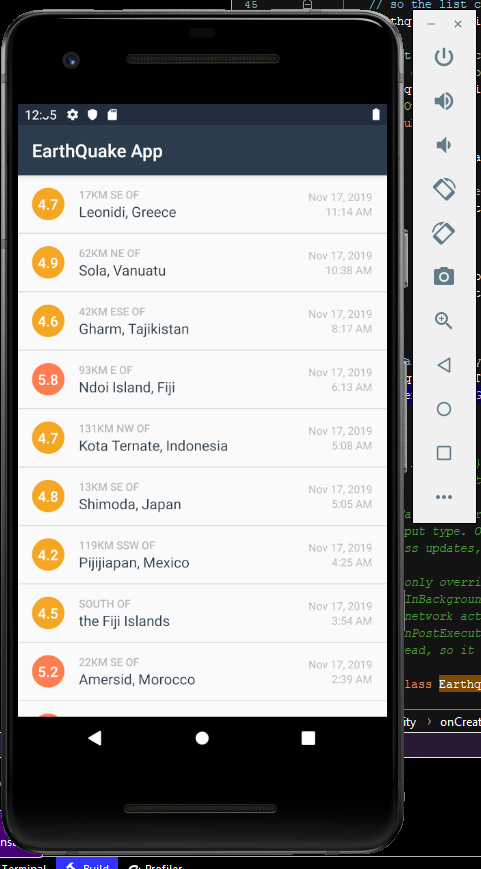 45
// so the list c
12:35
EarthQuake App
4.7
17KM SE OF
Leonidi, Greece
Nov 17, 2019
11:14 AM
4.9
62KM NE OF
Sola, Vanuatu
Nov 17, 2019
10:38 AM
4.6
42KM ESE OF
Gharm, Tajikistan
Nov 17, 2019
8:17 AM
5.8
93KM E OF
Ndoi Island, Fiji
Nov 17, 2019
6:13 AM
4.7
131KM NW OF
Kota Ternate, Indonesia
Nov 17, 2019
5:08 AM
4.8
13KM SE OF
Shimoda, Japan
Nov 17, 2019
5:05 AM
4.2
119KM SSW OF
Pijijiapan, Mexico
Nov 17, 2019
4:25 AM
4.5
SOUTH OF
the Fiji Islands
Nov 17, 2019
3:54 AM
5.2
22KM SE OF
Amersid, Morocco
Nov 17, 2019
2:39 AM
put type. O
ss updates,
only overri
InBackgroun
network act
nPostExecut
ead, so it
lass Earthq
ity › onCreat
Terminal
Build
Profiler